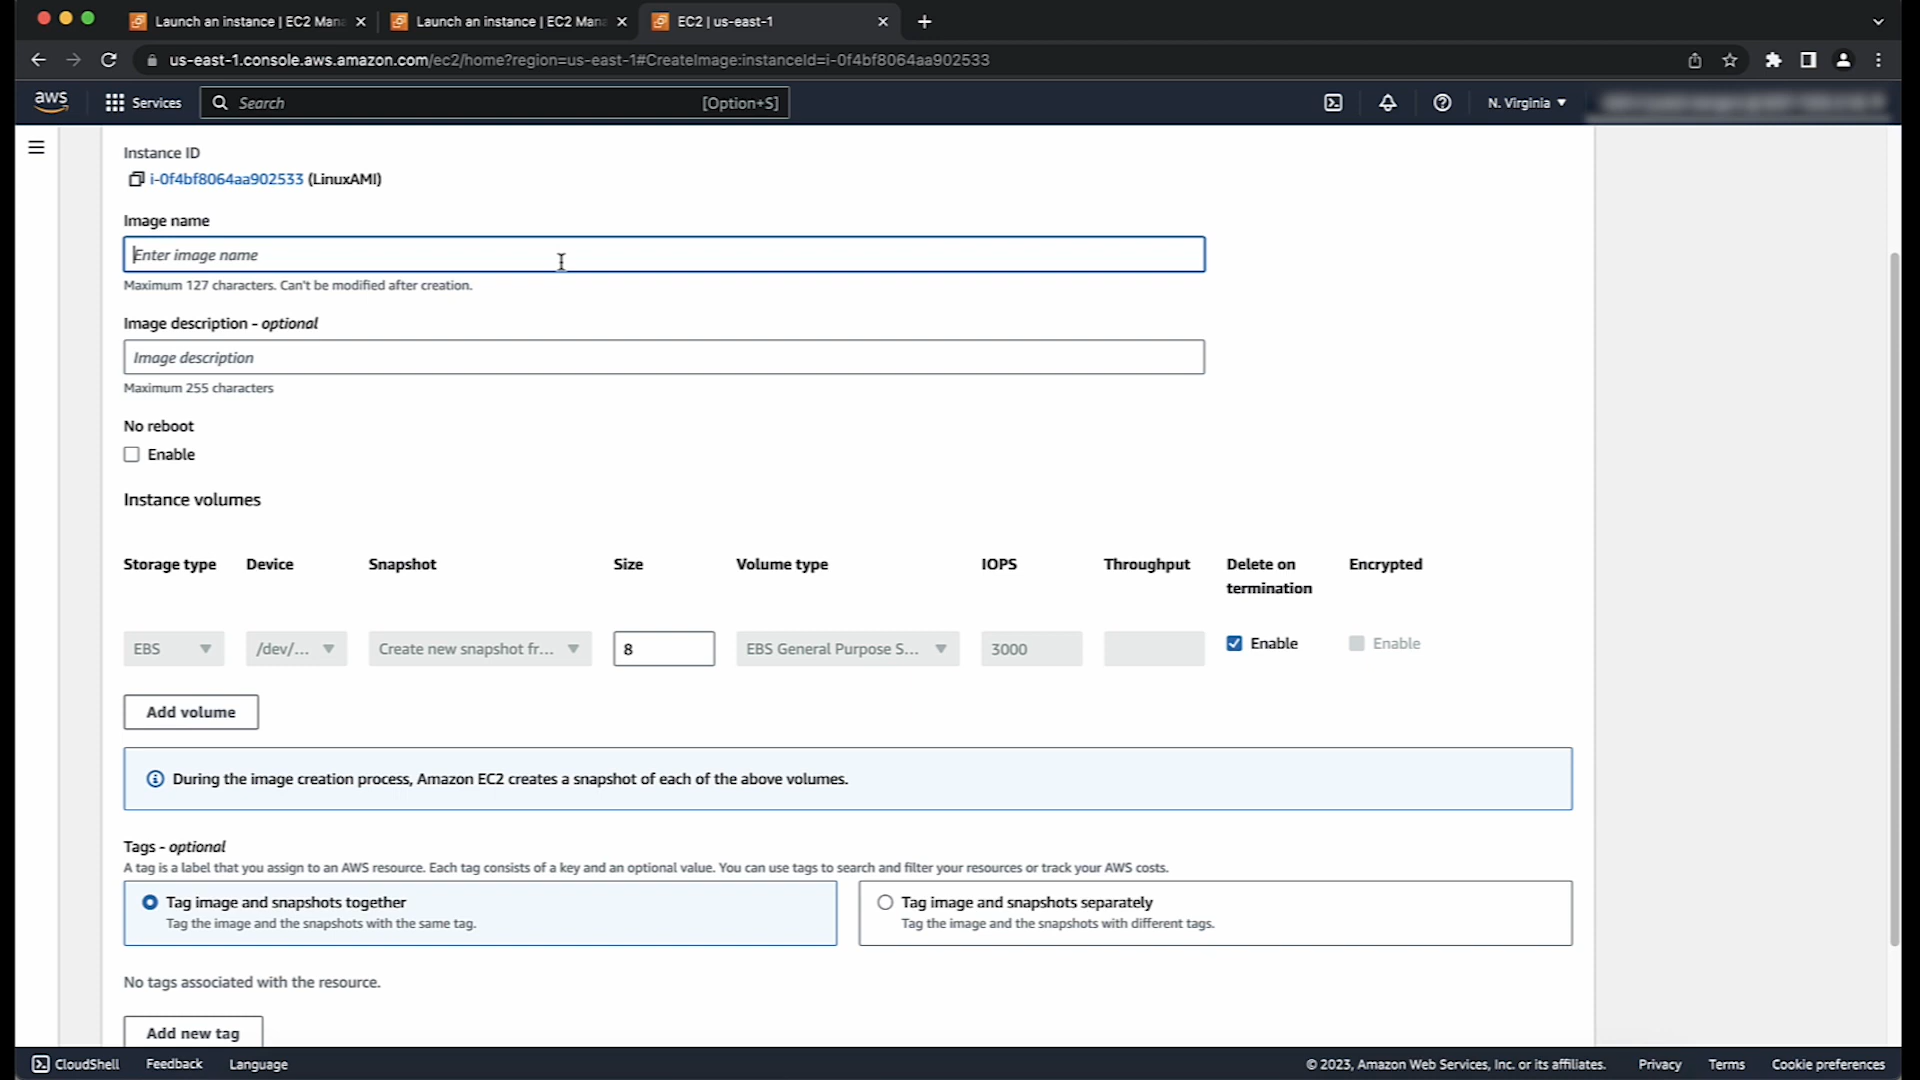 Launch an instance | EC2 Mana
Launch an instance | EC2 Mana
EC2 | us-east-1
us-east-1.console.aws.amazon.com/ec2/home?region=us-east-1#CreateImage:instanceId=i-0f4bf8064aa902533
aws
Services
Search
[Option+S]
N. Virginia
Instance ID
i-0f4bf8064aa902533 (LinuxAMI)
Image name
Enter image name
Maximum 127 characters. Can't be modified after creation.
Image description - optional
Image description
Maximum 255 characters
No reboot
Enable
Instance volumes
Storage type Device Snapshot Size Volume type IOPS Throughput Delete on termination Encrypted
EBS /dev/... Create new snapshot fr... 8 EBS General Purpose S... 3000 Enable Enable
Add volume
During the image creation process, Amazon EC2 creates a snapshot of each of the above volumes.
Tags - optional
A tag is a label that you assign to an AWS resource. Each tag consists of a key and an optional value. You can use tags to search and filter your resources or track your AWS costs.
Tag image and snapshots together
Tag the image and the snapshots with the same tag.
Tag image and snapshots separately
Tag the image and the snapshots with different tags.
No tags associated with the resource.
Add new tag
CloudShell Feedback Language © 2023, Amazon Web Services, Inc. or its affiliates. Privacy Terms Cookie preferences